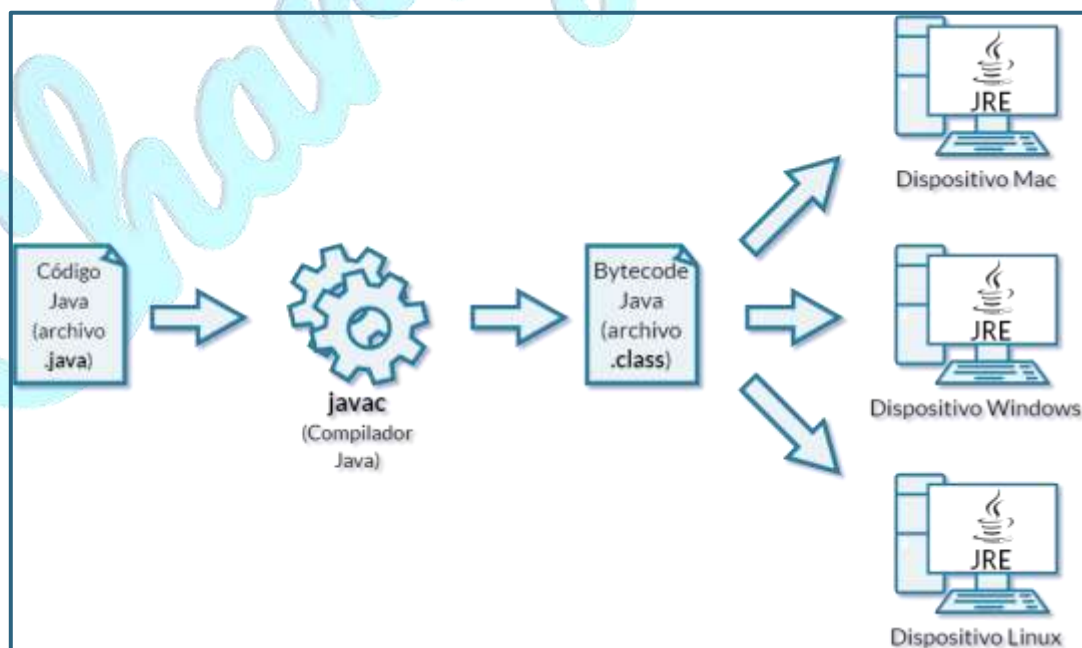 Código
Java
(archivo
.java)
javac
(Compilador
Java)
Bytecode
Java
(archivo
.class)
JRE
Dispositivo Mac
JRE
Dispositivo Windows
JRE
Dispositivo Linux